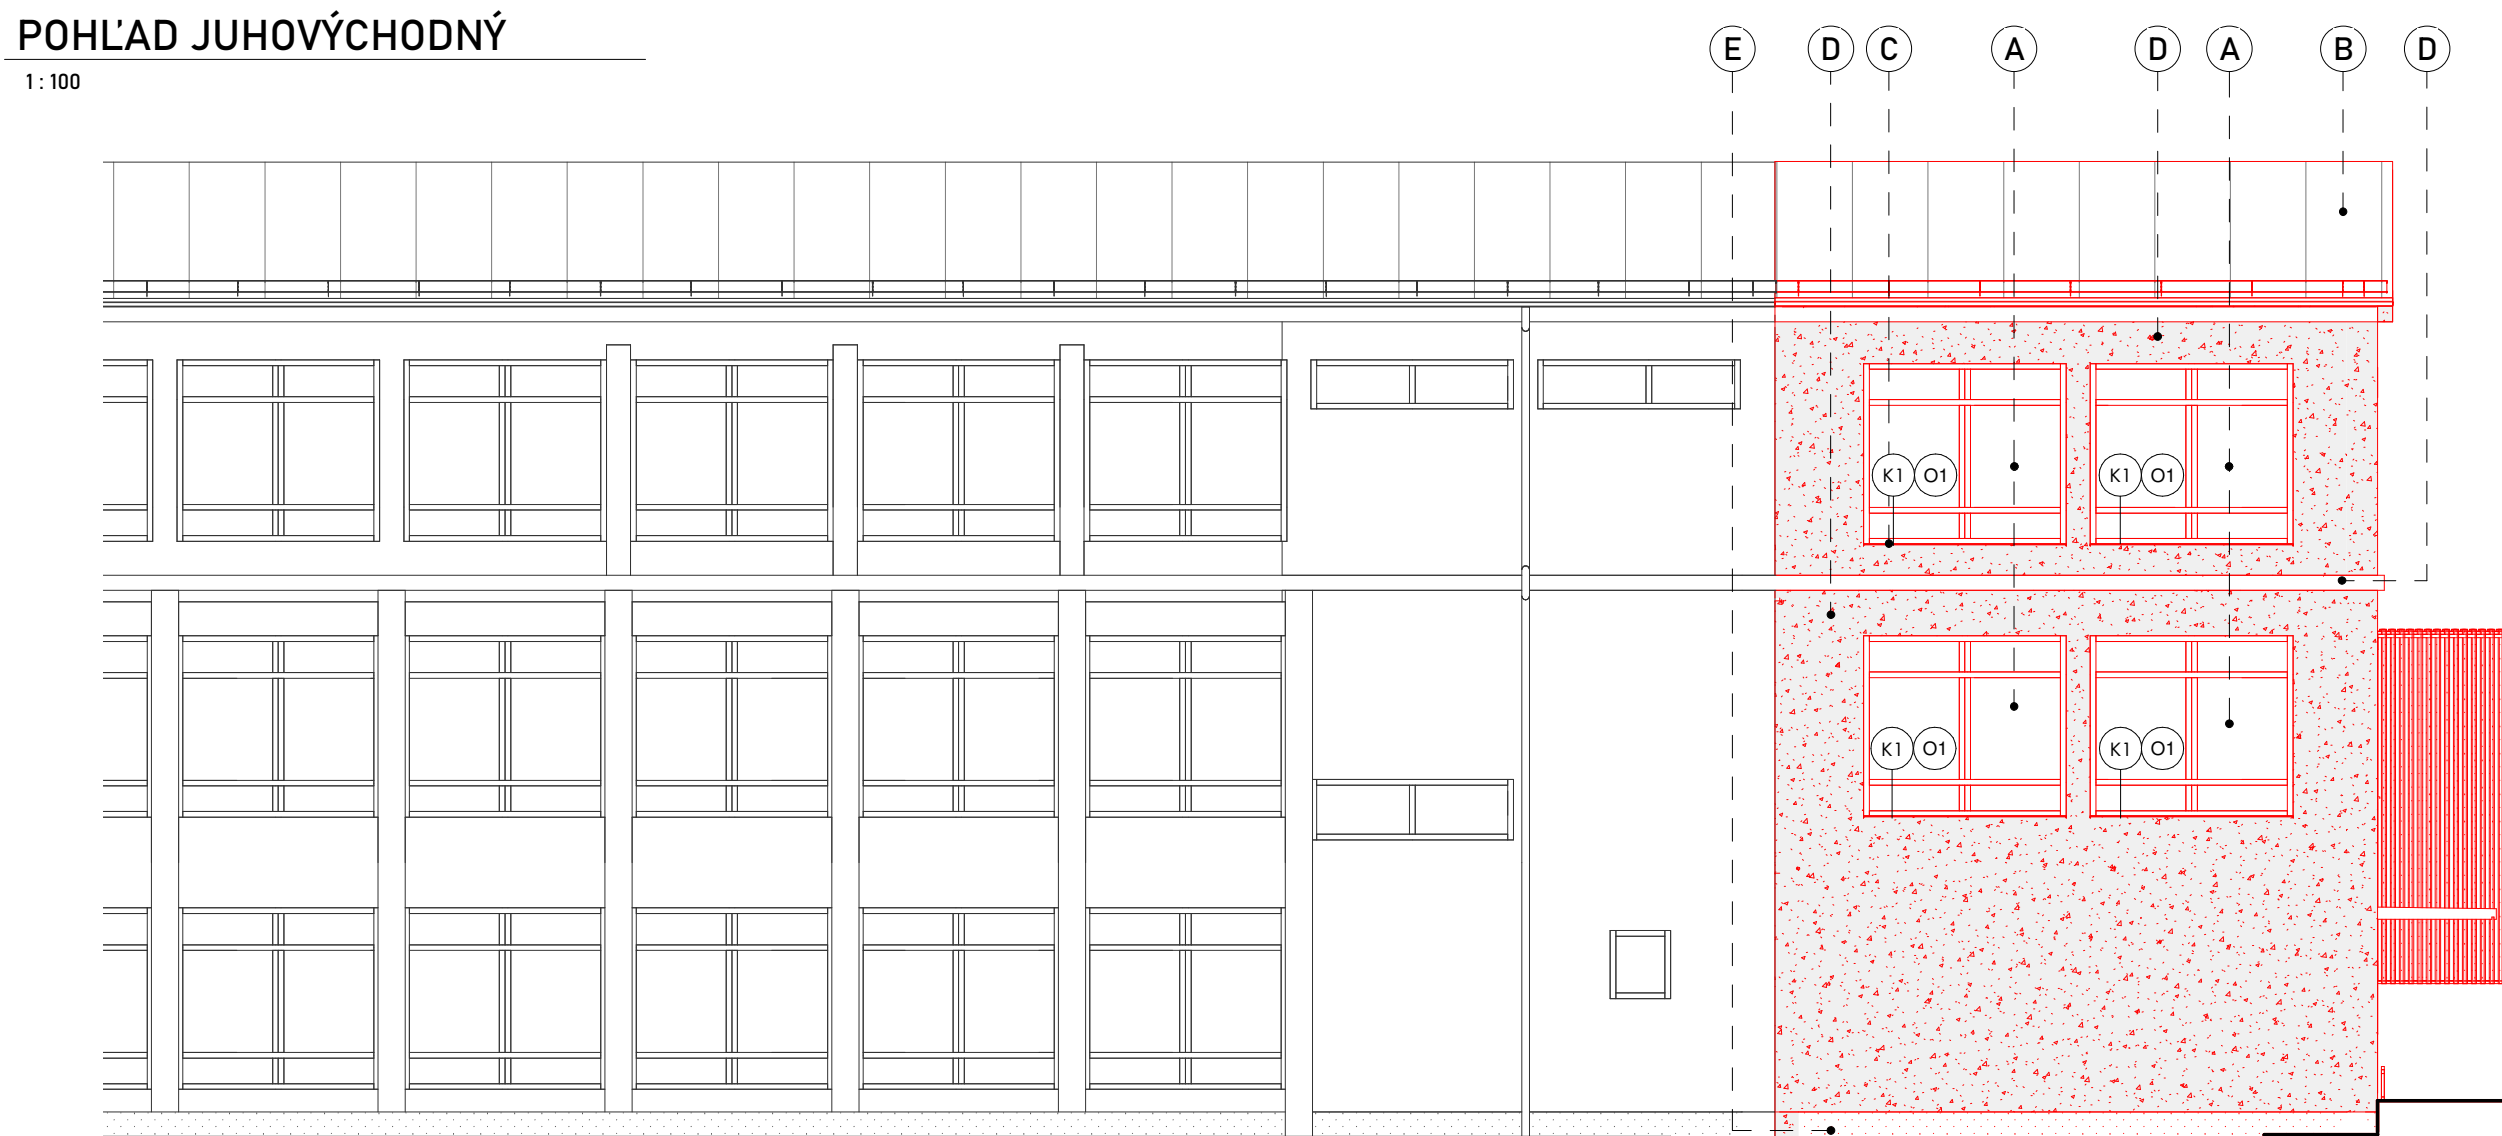 POHĽAD JUHOVÝCHODNÝ
1 : 100
E D C A D A B D
K1 O1 K1 O1
K1 O1 K1 O1